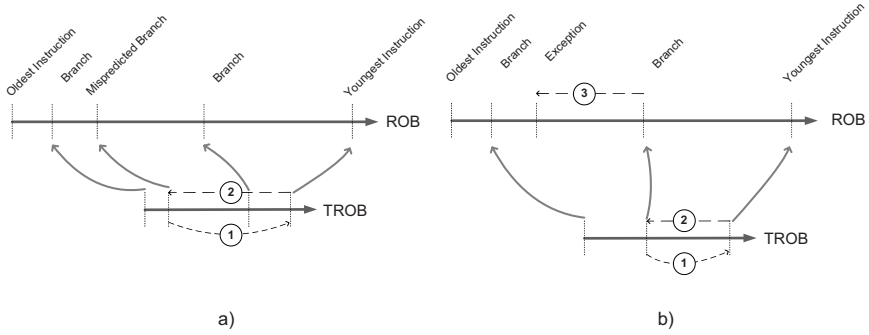 Oldest Instruction
Branch
Mispredicted Branch
Branch
Youngest Instruction
ROB
2
TROB
1
a)
Oldest Instruction
Branch
Exception
Branch
Youngest Instruction
3
ROB
2
TROB
1
b)